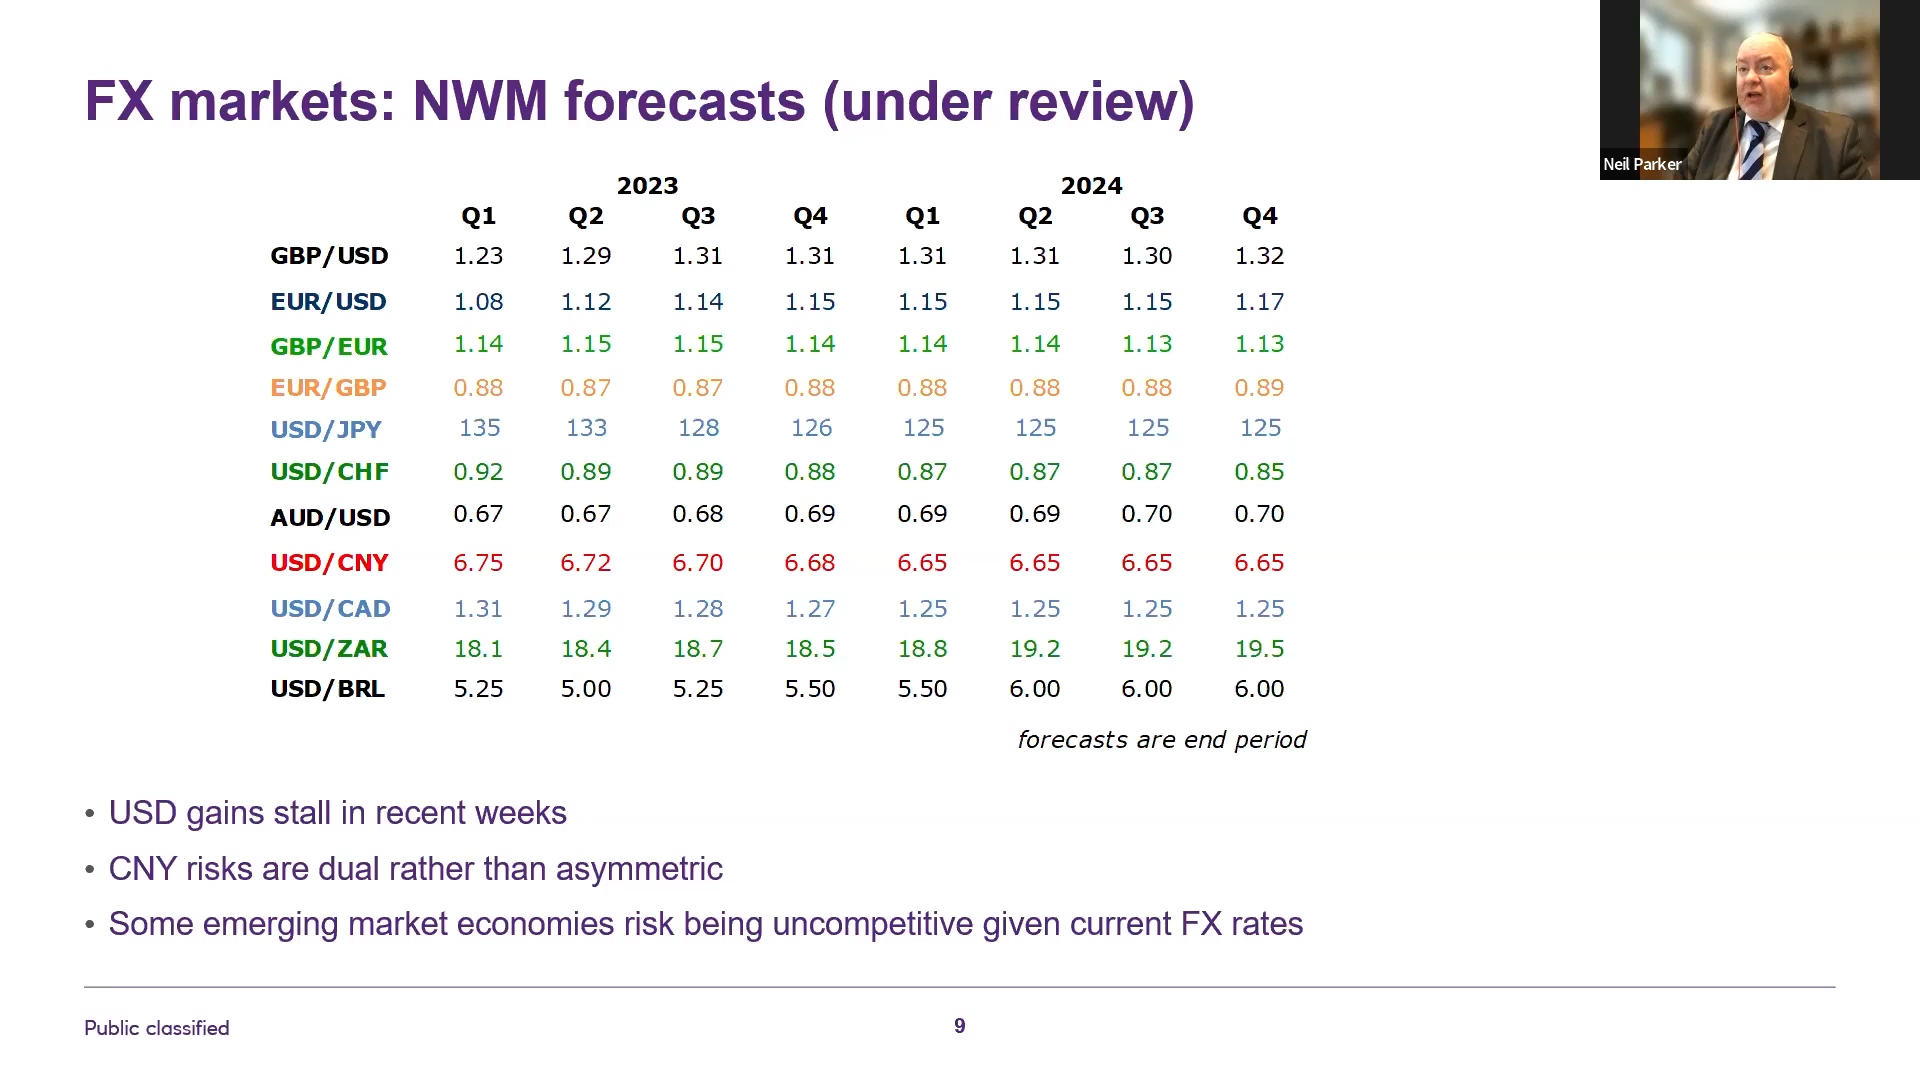 FX markets: NWM forecasts (under review)
Neil Parker
2023 2024
Q1 Q2 Q3 Q4 Q1 Q2 Q3 Q4
GBP/USD 1.23 1.29 1.31 1.31 1.31 1.31 1.30 1.32
EUR/USD 1.08 1.12 1.14 1.15 1.15 1.15 1.15 1.17
GBP/EUR 1.14 1.15 1.15 1.14 1.14 1.14 1.13 1.13
EUR/GBP 0.88 0.87 0.87 0.88 0.88 0.88 0.88 0.89
USD/JPY 135 133 128 126 125 125 125 125
USD/CHF 0.92 0.89 0.89 0.88 0.87 0.87 0.87 0.85
AUD/USD 0.67 0.67 0.68 0.69 0.69 0.69 0.70 0.70
USD/CNY 6.75 6.72 6.70 6.68 6.65 6.65 6.65 6.65
USD/CAD 1.31 1.29 1.28 1.27 1.25 1.25 1.25 1.25
USD/ZAR 18.1 18.4 18.7 18.5 18.8 19.2 19.2 19.5
USD/BRL 5.25 5.00 5.25 5.50 5.50 6.00 6.00 6.00
forecasts are end period
• USD gains stall in recent weeks
• CNY risks are dual rather than asymmetric
• Some emerging market economies risk being uncompetitive given current FX rates
Public classified 9